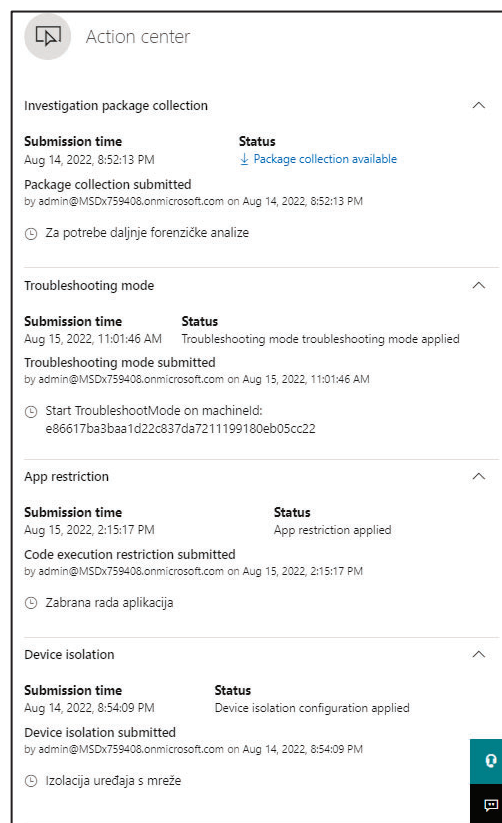 Action center
Investigation package collection
Submission time Status
Aug 14, 2022, 8:52:13 PM Package collection available
Package collection submitted
by admin@MSDx759408.onmicrosoft.com on Aug 14, 2022, 8:52:13 PM
Za potrebe daljnje forenzičke analize
Troubleshooting mode
Submission time Status
Aug 15, 2022, 11:01:46 AM Troubleshooting mode troubleshooting mode applied
Troubleshooting mode submitted
by admin@MSDx759408.onmicrosoft.com on Aug 15, 2022, 11:01:46 AM
Start TroubleshootMode on machineId:
e86617ba3baa1d22c837da7211199180eb05cc22
App restriction
Submission time Status
Aug 15, 2022, 2:15:17 PM App restriction applied
Code execution restriction submitted
by admin@MSDx759408.onmicrosoft.com on Aug 15, 2022, 2:15:17 PM
Zabrana rada aplikacija
Device isolation
Submission time Status
Aug 14, 2022, 8:54:09 PM Device isolation configuration applied
Device isolation submitted
by admin@MSDx759408.onmicrosoft.com on Aug 14, 2022, 8:54:09 PM
Izolacija uređaja s mreže